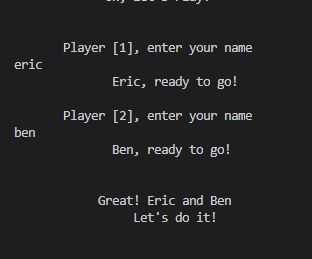 Player [1], enter your name
eric
Eric, ready to go!
Player [2], enter your name
ben
Ben, ready to go!
Great! Eric and Ben
Let's do it!